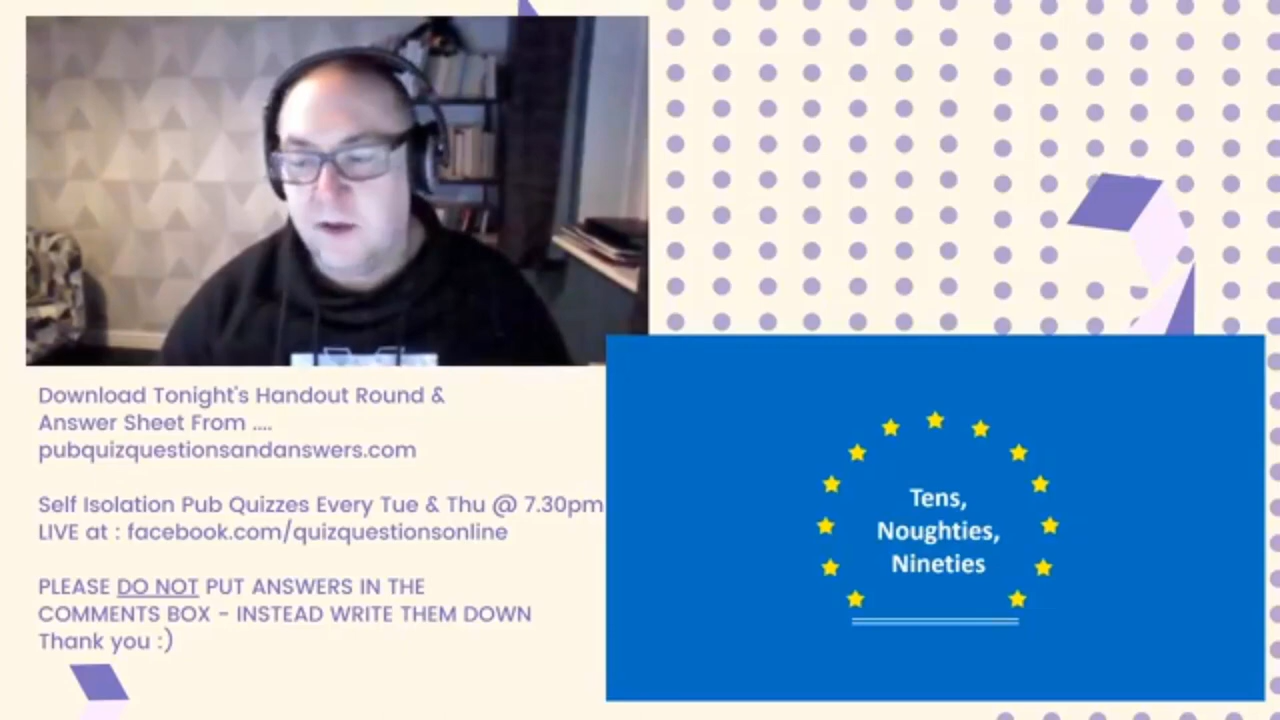 Download Tonight's Handout Round &
Answer Sheet From ....
pubquizquestionsandanswers.com
Self Isolation Pub Quizzes Every Tue & Thu @ 7.30pm
LIVE at : facebook.com/quizquestionsonline
PLEASE DO NOT PUT ANSWERS IN THE
COMMENTS BOX - INSTEAD WRITE THEM DOWN
Thank you :)
Tens,
Noughties,
Nineties